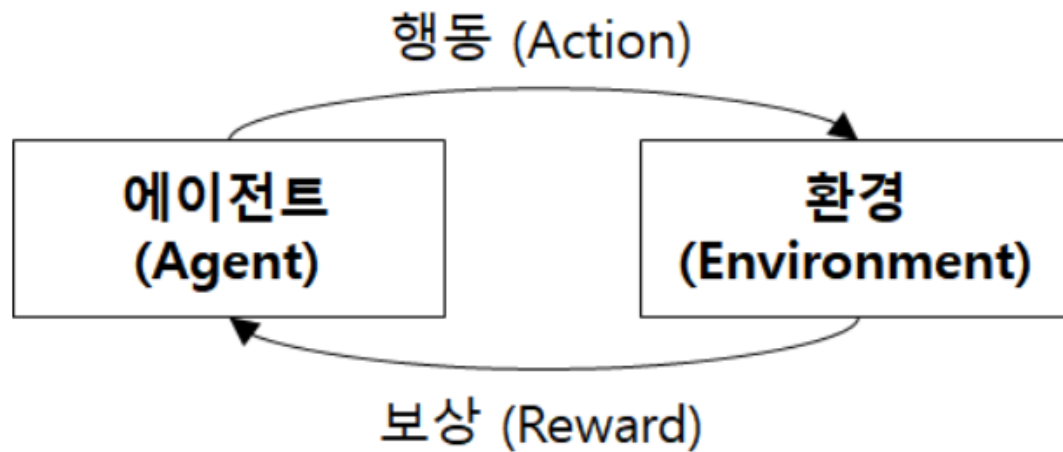 행동 (Action)
에이전트
(Agent)
환경
(Environment)
보상 (Reward)